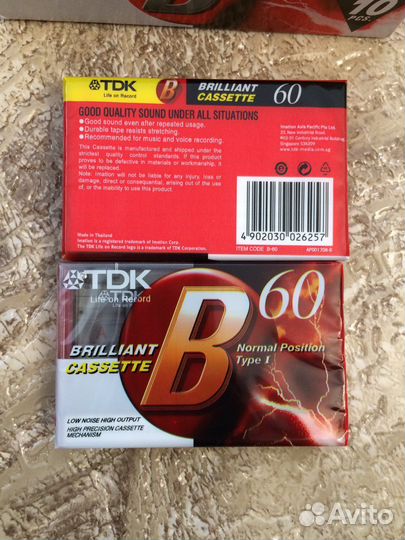 10
PCS.
TDK
Life on Record
B
BRILLIANT
CASSETTE
60
GOOD QUALITY SOUND UNDER ALL SITUATIONS
●Good sound even after repeated usage.
●Durable tape resists stretching.
●Recommended for music and voice recording.
This Cassette is manufactured and shipped under the
strictest quality control standards. If this product
proves to be defective in materials or workmanship, it
will be replaced.
Note: Imation will not be liable for any injury, loss or
damage, direct or consequential, arising out of the use
of, or the inability to use this product.
Imation Asia Pacific Pte Ltd.
Singapore
www.tdk-media.com.sg
Made in Thailand
Imation is a registered trademark of Imation Corp.
The TDK Life on Record logo is a trademark of TDK Corporation.
4 902030 026257
ITEM CODE D-60
TDK
Life on Record
B
60
BRILLIANT
CASSETTE
Normal Position
Type I
LOW NOISE HIGH OUTPUT
HIGH PRECISION CASSETTE
MECHANISM
Avito